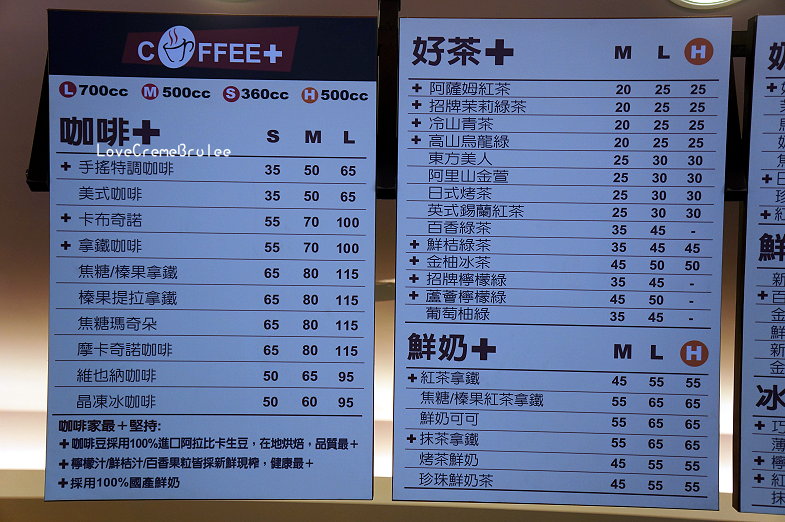 COFFEE+
L 700cc M 500cc S 360cc H 500cc
咖啡+ S M L
LoveCremeBrulee
+ 手搖特調咖啡 35 50 65
美式咖啡 35 50 65
+ 卡布奇諾 55 70 100
+ 拿鐵咖啡 55 70 100
焦糖/榛果拿鐵 65 80 115
榛果提拉拿鐵 65 80 115
焦糖瑪奇朵 65 80 115
摩卡奇諾咖啡 65 80 115
維也納咖啡 50 65 95
晶凍冰咖啡 50 60 95
咖啡家最+堅持:
+ 咖啡豆採用100%進口阿拉比卡生豆,在地烘焙,品質最+
+ 檸檬汁/鮮桔汁/百香果粒皆採新鮮現榨,健康最+
+ 採用100%國產鮮奶
好茶+ M L H
+ 阿薩姆紅茶 20 25 25
+ 招牌茉莉綠茶 20 25 25
+ 冷山青茶 20 25 25
+ 高山烏龍綠 20 25 25
東方美人 25 30 30
阿里山金萱 25 30 30
日式烤茶 25 30 30
英式錫蘭紅茶 25 30 30
百香綠茶 35 45 -
+ 鮮桔綠茶 35 45 45
+ 金柚冰茶 45 50 50
+ 招牌檸檬綠 35 45 -
+ 蘆薈檸檬綠 45 50 -
葡萄柚綠 35 45 -
鮮奶+ M L H
+ 紅茶拿鐵 45 55 55
焦糖/榛果紅茶拿鐵 55 65 65
鮮奶可可 55 65 65
+ 抹茶拿鐵 55 65 65
烤茶鮮奶 45 55 55
珍珠鮮奶茶 45 55 55
奶
鮮
新
+ 百
金
鮮
新
金
冰
+ 巧
薄
+ 檸
+ 紅
抹